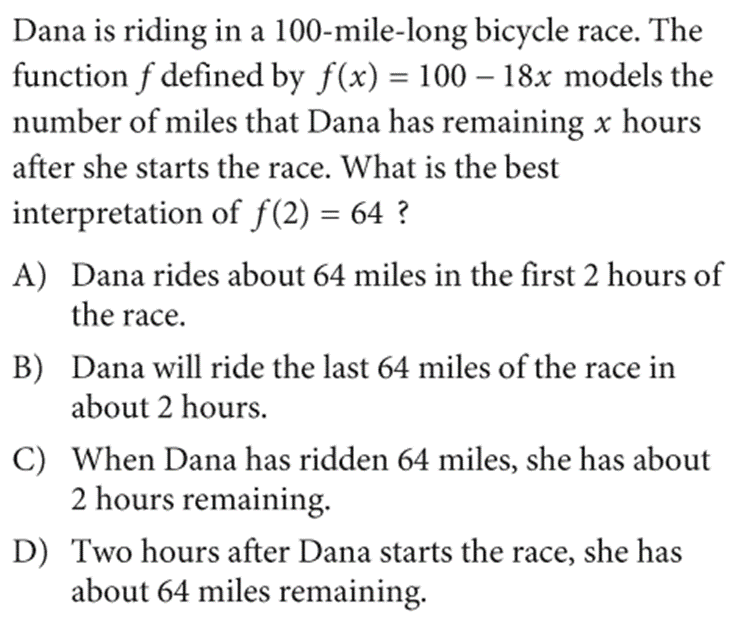 Dana is riding in a 100-mile-long bicycle race. The
function f defined by f(x) = 100 – 18x models the
number of miles that Dana has remaining x hours
after she starts the race. What is the best
interpretation of f(2) = 64 ?
A) Dana rides about 64 miles in the first 2 hours of
the race.
B) Dana will ride the last 64 miles of the race in
about 2 hours.
C) When Dana has ridden 64 miles, she has about
2 hours remaining.
D) Two hours after Dana starts the race, she has
about 64 miles remaining.